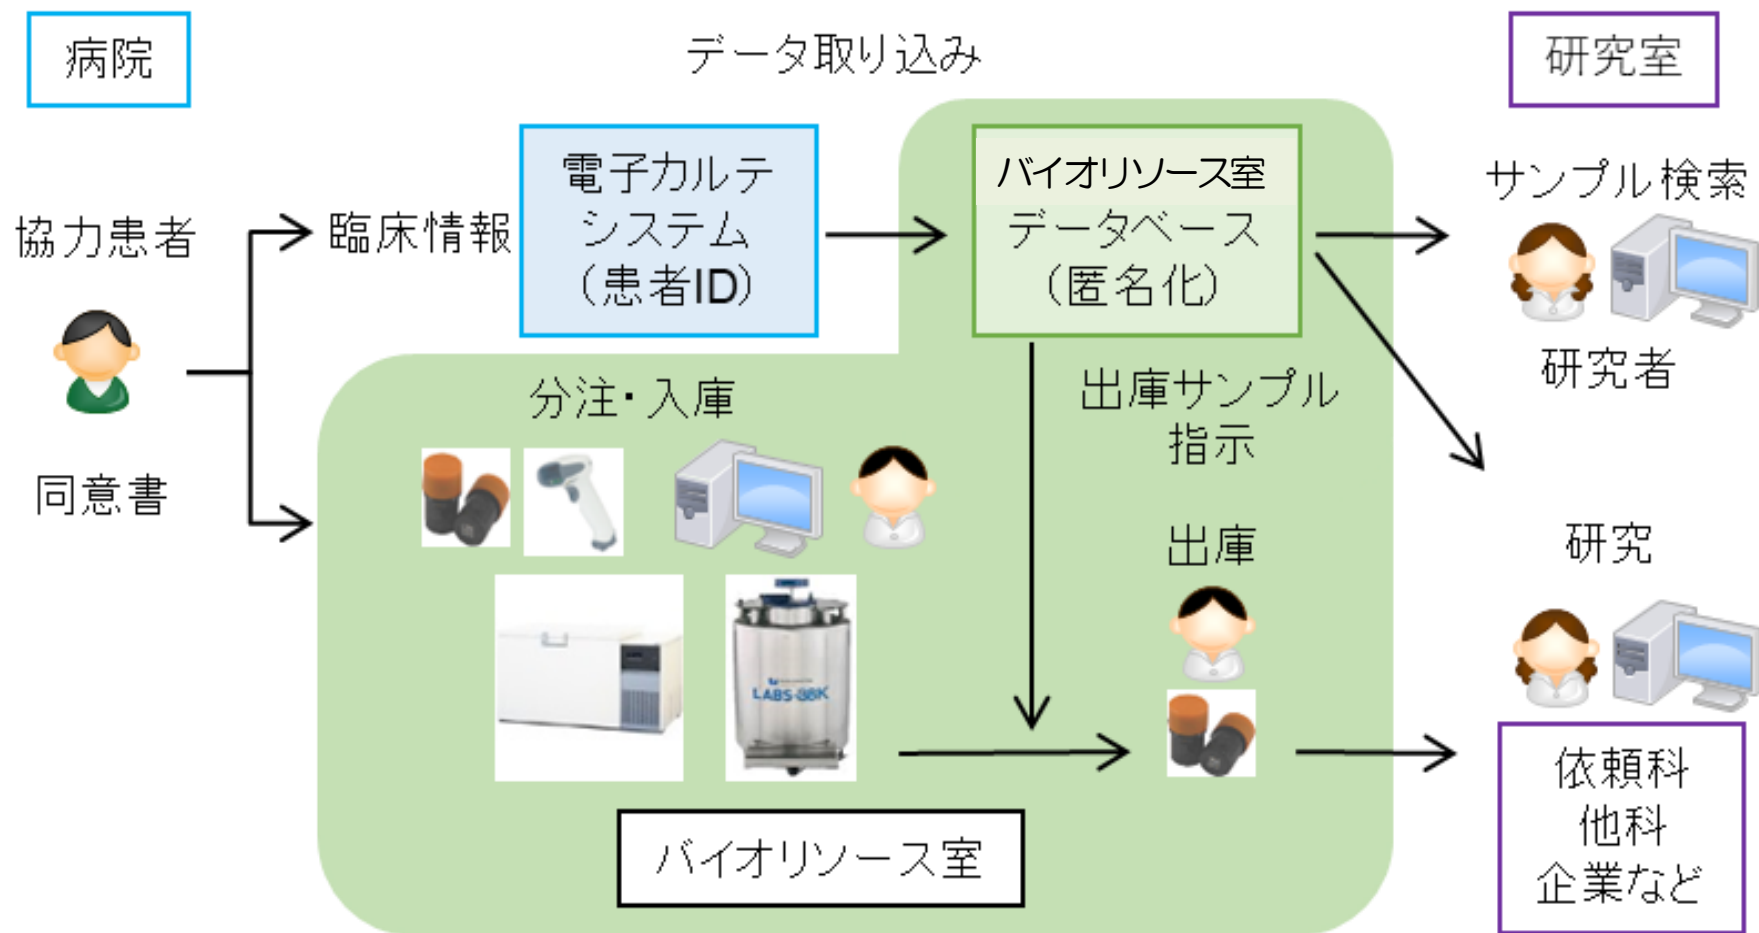 病院
データ取り込み
研究室
電子カルテ
システム
（患者ID）
バイオリソース室
データベース
（匿名化）
サンプル検索
協力患者
臨床情報
研究者
分注・入庫
出庫サンプル
指示
同意書
出庫
研究
LABS-88K
依頼科
他科
企業など
バイオリソース室